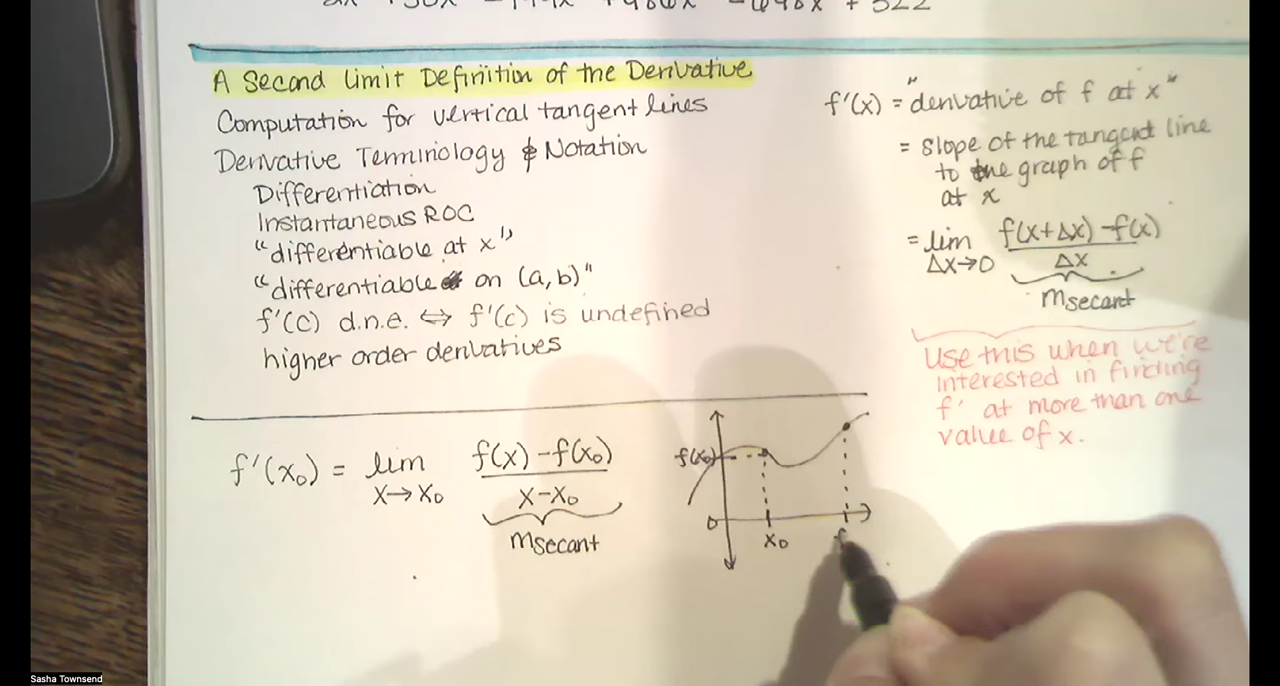 A Second Limit Definition of the Derivative
Computation for vertical tangent lines
Derivative Terminology & Notation
Differentiation
Instantaneous ROC
"differentiable at x"
"differentiable on (a,b)"
f'(c) d.n.e. ⇔ f'(c) is undefined
higher order derivatives
f'(x) = "derivative of f at x"
= slope of the tangent line
to the graph of f
at x
= lim Δx→0 f(x+Δx)-f(x) / Δx
msecant
Use this when we're
interested in finding
f' at more than one
value of x.
f'(x₀) = lim x→x₀ f(x)-f(x₀) / x-x₀
msecant
f(x₀)
0
x₀
Sasha Townsend